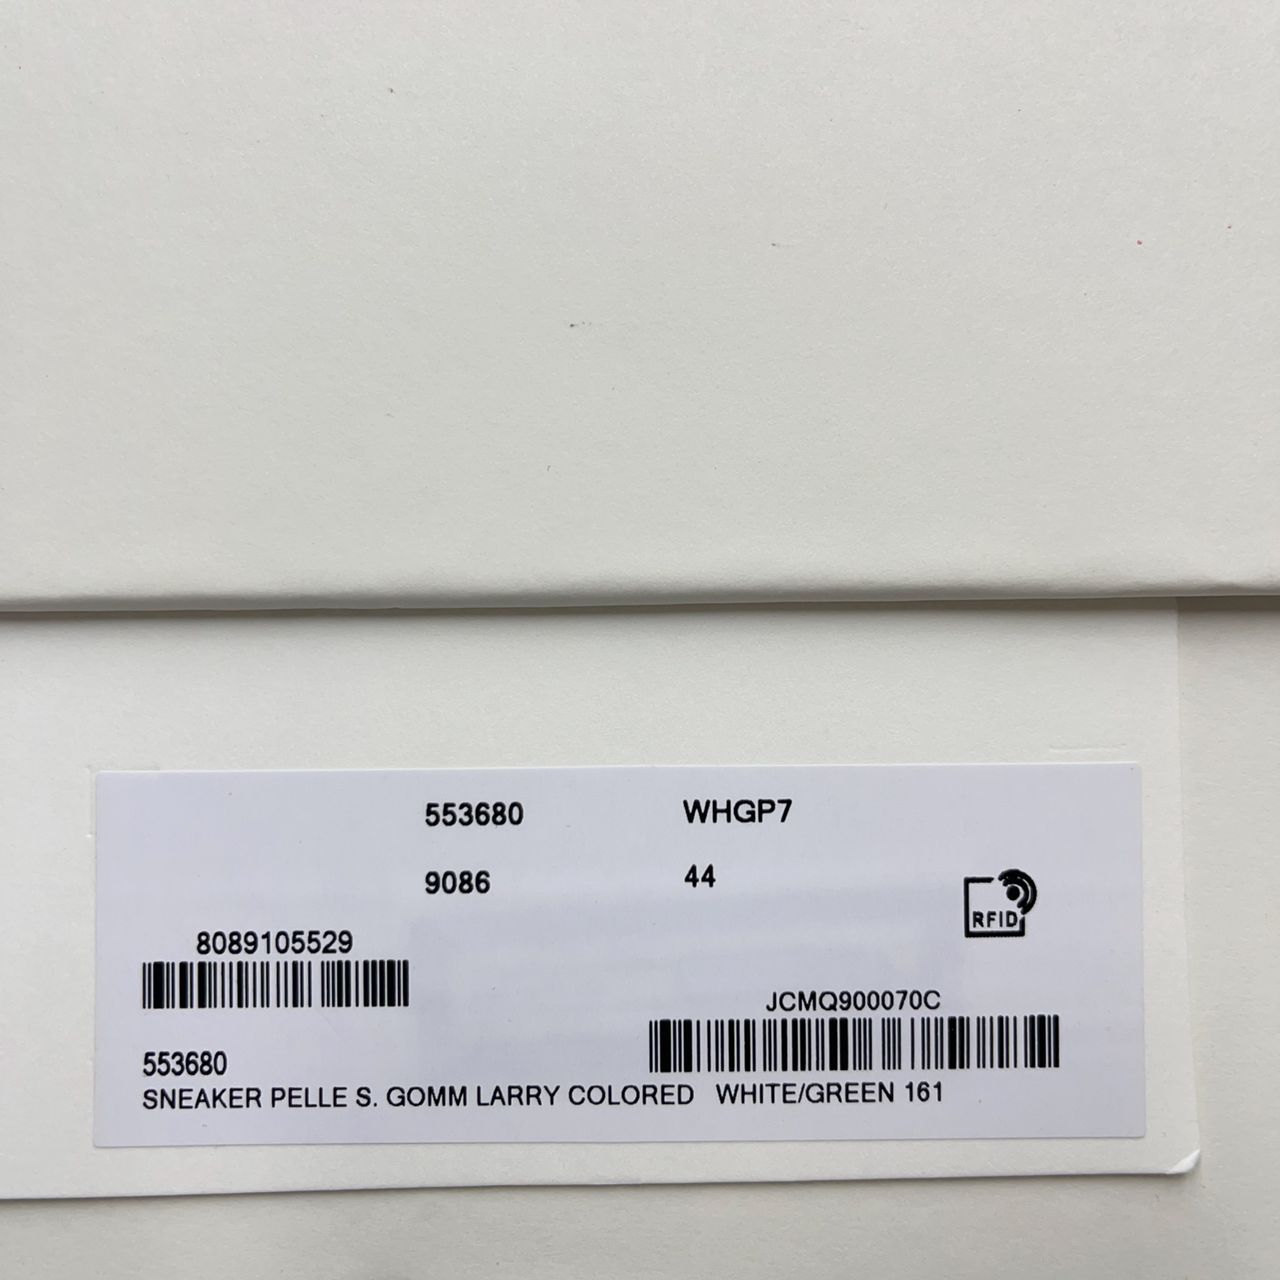 553680 WHGP7
9086 44
RFID
8089105529
JCMQ900070C
553680
SNEAKER PELLE S. GOMM LARRY COLORED WHITE/GREEN 161